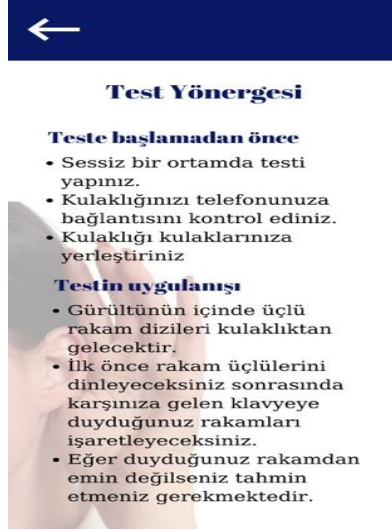 Test Yönergesi
Teste başlamadan önce
• Sessiz bir ortamda testi
yapınız.
• Kulaklığınızı telefonunuza
bağlantısını kontrol ediniz.
• Kulaklığı kulaklarınıza
yerleştiriniz
Testin uygulanışı
• Gürültünün içinde üçlü
rakam dizileri kulaklıktan
gelecektir.
• İlk önce rakam üçlülerini
dinleyeceksiniz sonrasında
karşınıza gelen klavyeye
duyduğunuz rakamları
işaretleyeceksiniz.
• Eğer duyduğunuz rakamdan
emin değilseniz tahmin
etmeniz gerekmektedir.